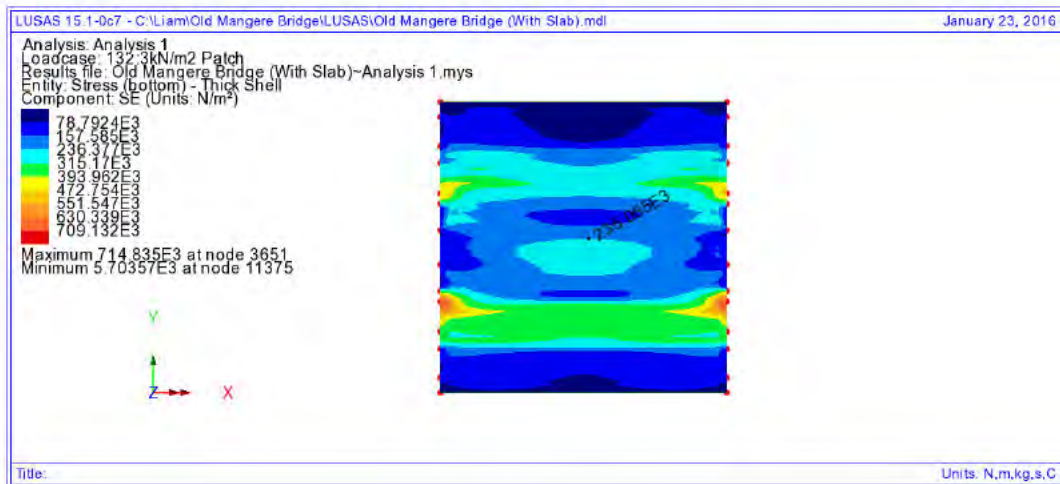 LUSAS 15.1-0c7 - C:\Liam\Old Mangere Bridge\LUSAS\Old Mangere Bridge (With Slab).mdl January 23, 2016
Analysis: Analysis 1
Loadcase: 132.3kN/m2 Patch
Results file: Old Mangere Bridge (With Slab)~Analysis 1.mys
Entity: Stress (bottom) - Thick Shell
Component: SE (Units: N/m²)
78.7924E3
157.585E3
236.377E3
315.17E3
393.962E3
472.754E3
551.547E3
630.339E3
709.132E3
Maximum 714.835E3 at node 3651
Minimum 5.70357E3 at node 11375
Y
Z
X
Title:
Units: N,m,kg,s,C